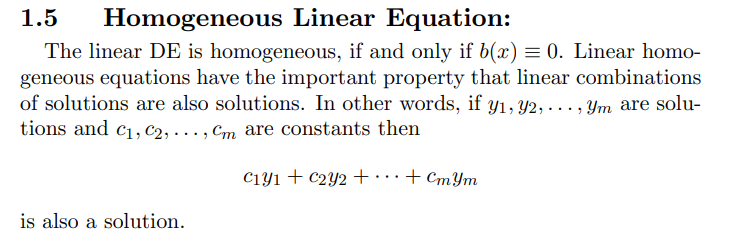 1.5 Homogeneous Linear Equation:
The linear DE is homogeneous, if and only if b(x) ≡ 0. Linear homo-
geneous equations have the important property that linear combinations
of solutions are also solutions. In other words, if y₁, y₂, . . . , yₘ are solu-
tions and c₁, c₂, . . . , cₘ are constants then
c₁y₁ + c₂y₂ + · · · + cₘyₘ
is also a solution.